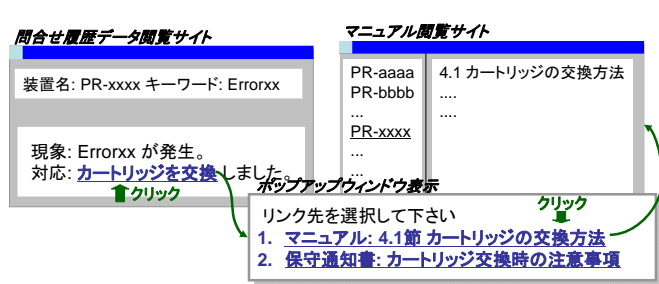 問合せ履歴データ閲覧サイト
装置名: PR-xxxx キーワード: Errorxx
現象: Errorxx が発生。
対応: カートリッジを交換しました。
クリック
マニュアル閲覧サイト
PR-aaaa
PR-bbbb
...
PR-xxxx
...
...
4.1 カートリッジの交換方法
....
....
ポップアップウィンドウ表示
リンク先を選択して下さい
クリック
1. マニュアル: 4.1節 カートリッジの交換方法
2. 保守通知書: カートリッジ交換時の注意事項